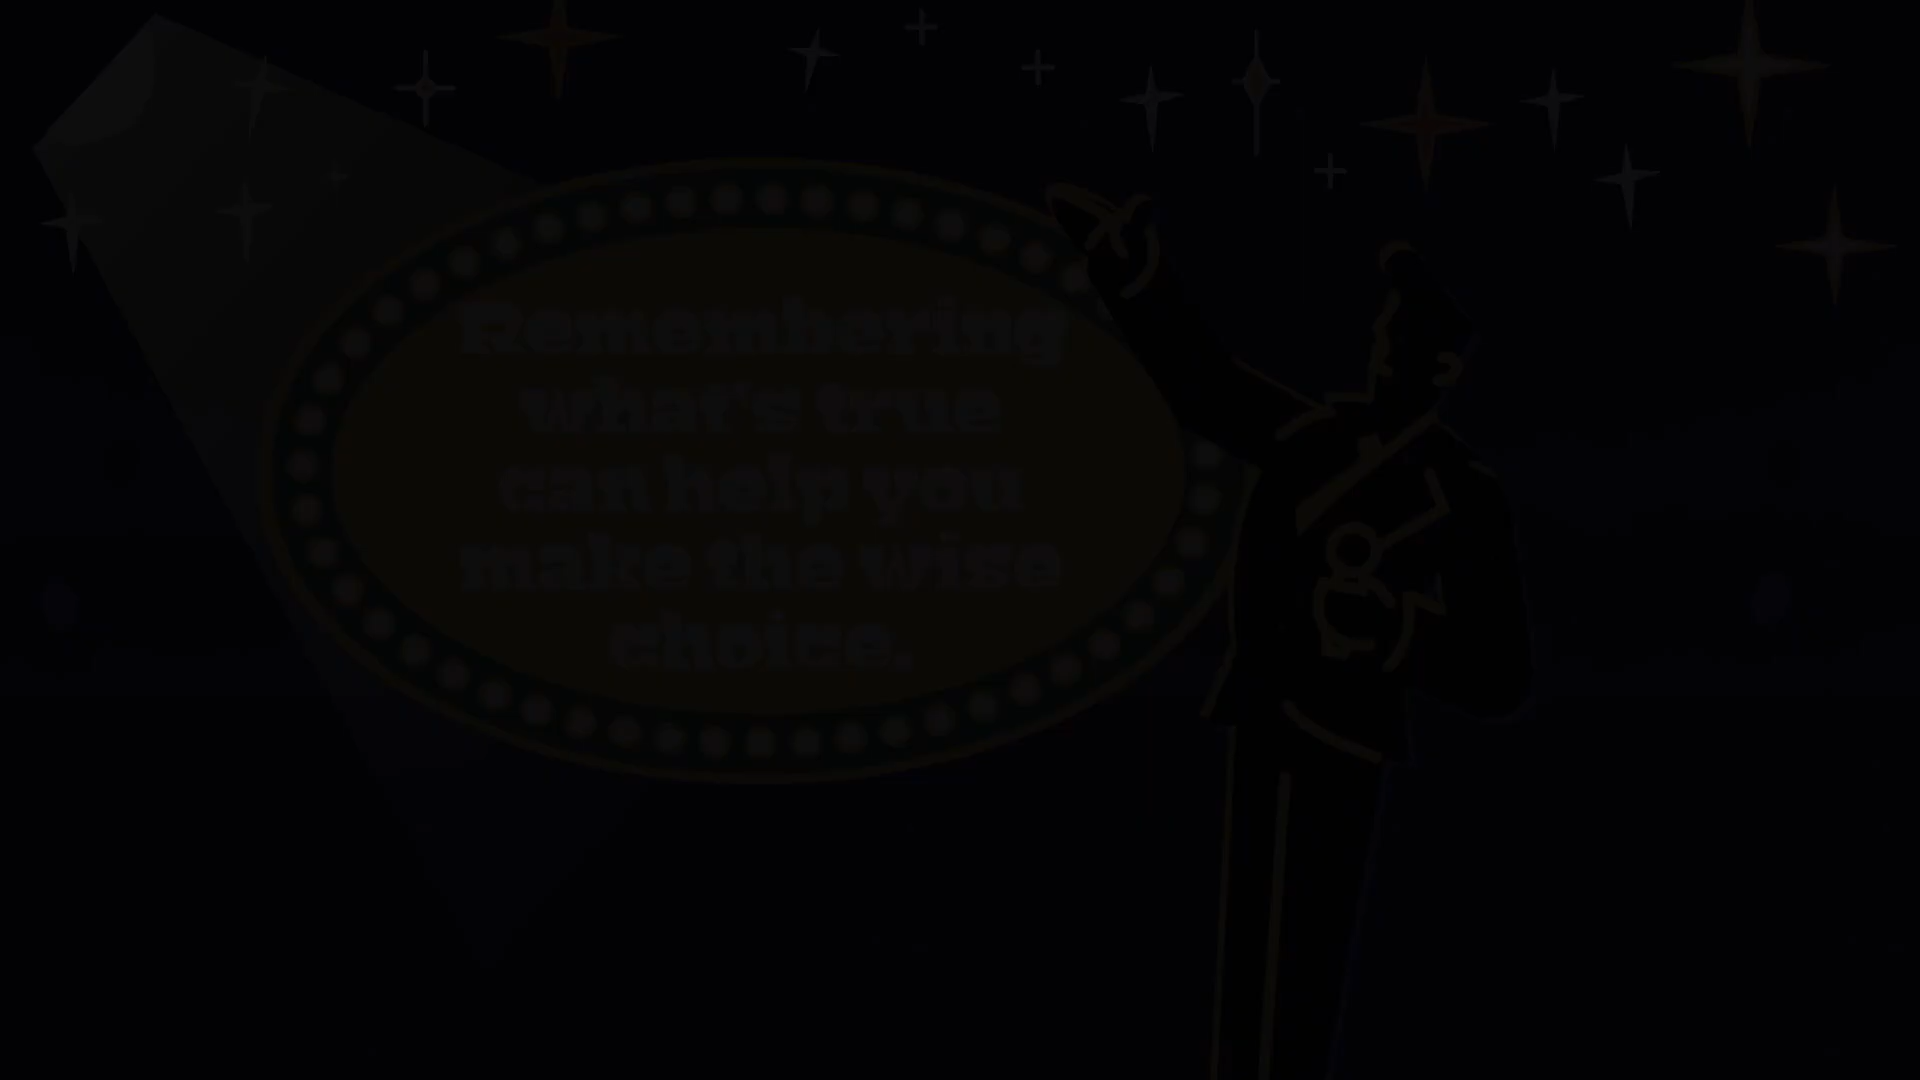 Remembering
what's true
can help you
make the wise
choice.